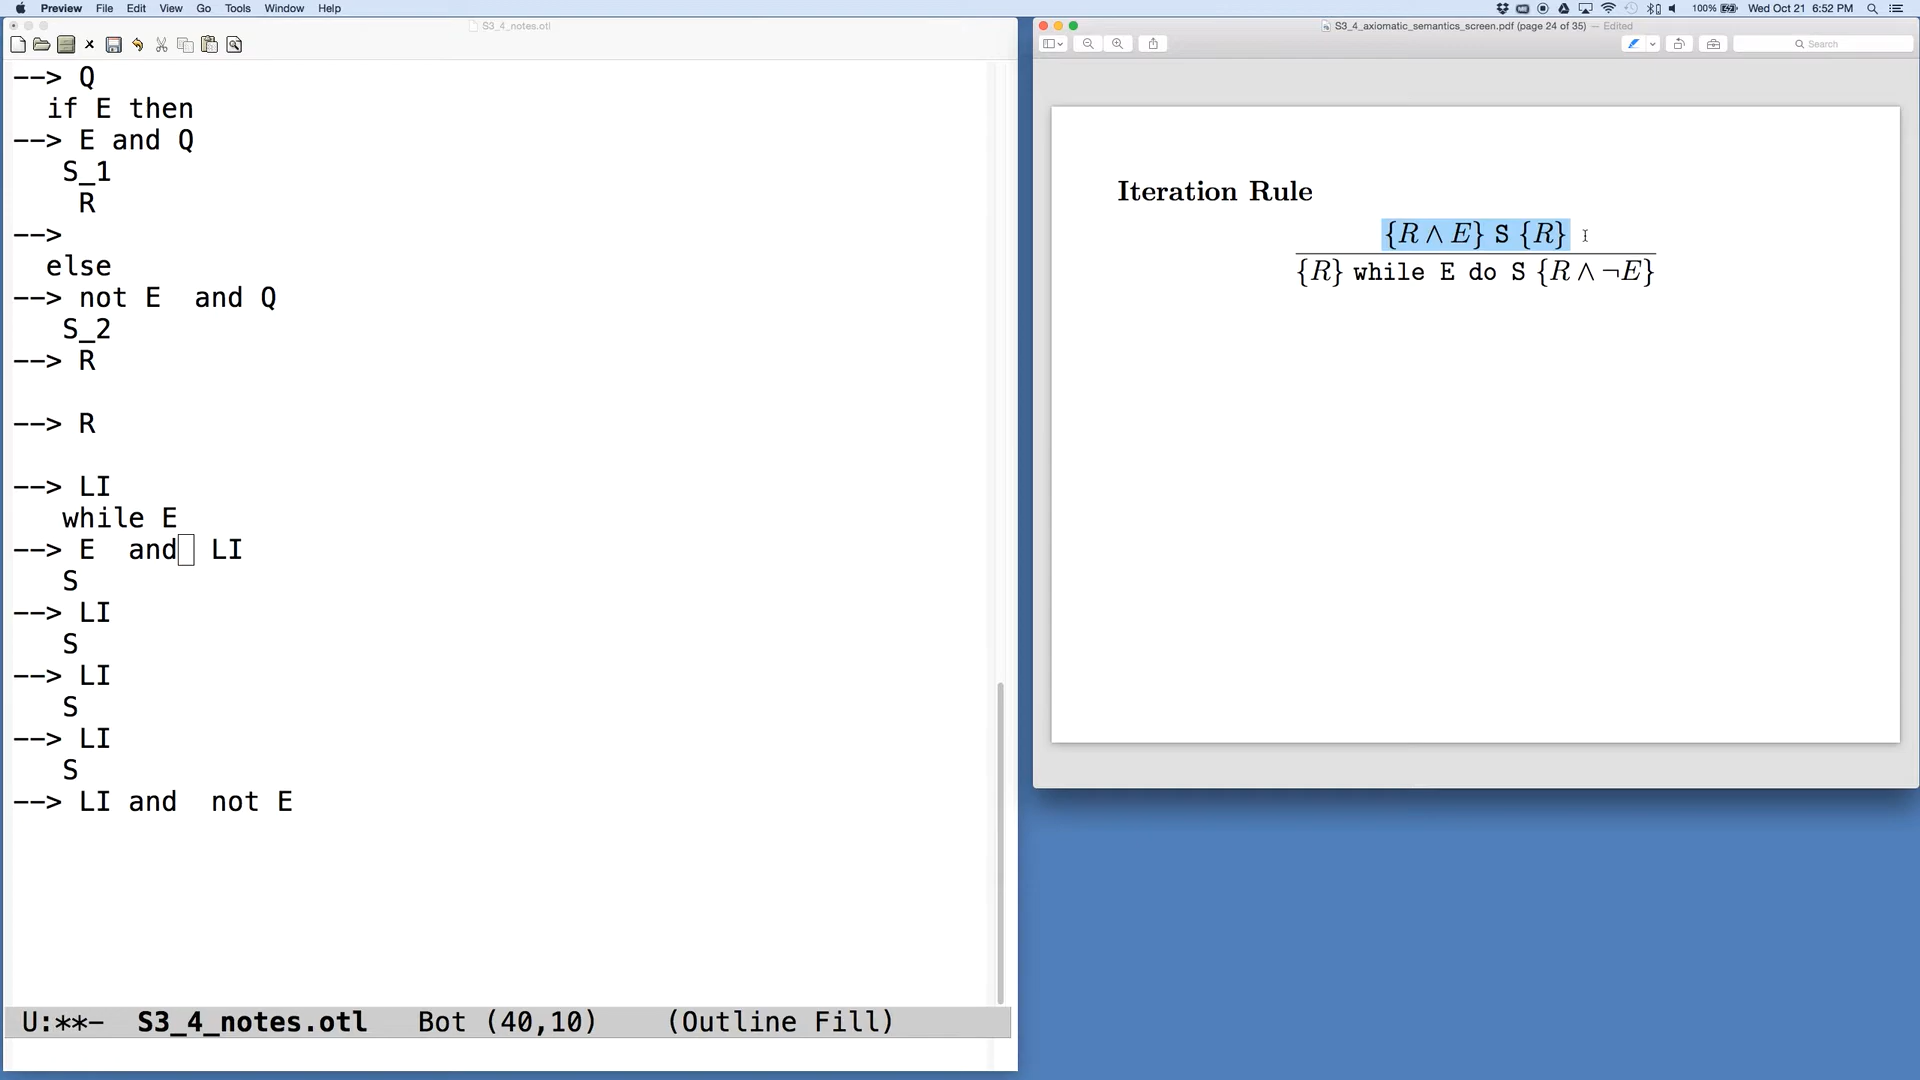 Preview File Edit View Go Tools Window Help
100% Wed Oct 21 6:52 PM
S3_4_notes.otl
--> Q
if E then
--> E and Q
S_1
R
-->
else
--> not E and Q
S_2
--> R
--> R
--> LI
while E
--> E and LI
S
--> LI
S
--> LI
S
--> LI
S
--> LI and not E
U:**- S3_4_notes.otl Bot (40,10) (Outline Fill)
S3_4_axiomatic_semantics_screen.pdf (page 24 of 35) — Edited
Search
Iteration Rule
{R ∧ E} S {R}
{R} while E do S {R ∧ ¬E}